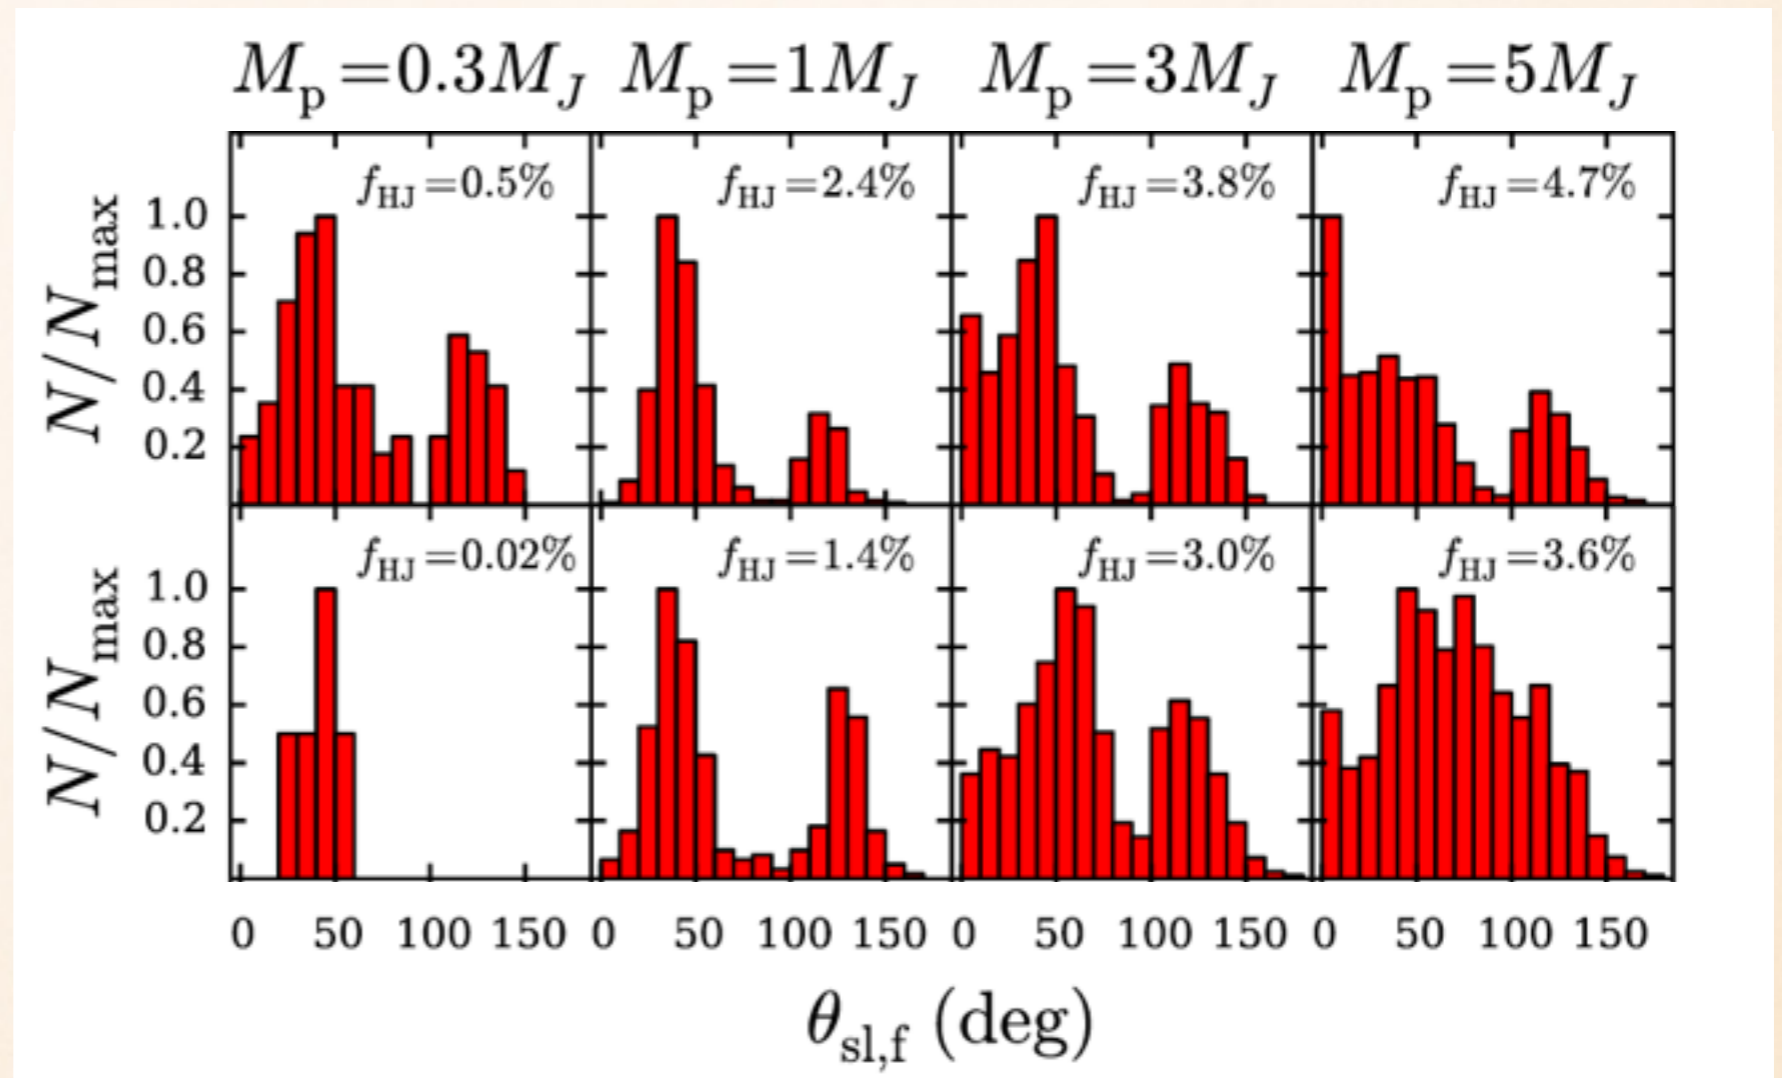 M_p=0.3M_J M_p=1M_J M_p=3M_J M_p=5M_J
f_HJ=0.5% f_HJ=2.4% f_HJ=3.8% f_HJ=4.7%
N/N_max
1.0
0.8
0.6
0.4
0.2
f_HJ=0.02% f_HJ=1.4% f_HJ=3.0% f_HJ=3.6%
N/N_max
1.0
0.8
0.6
0.4
0.2
0 50 100 150 0 50 100 150 0 50 100 150 0 50 100 150
θ_sl,f (deg)